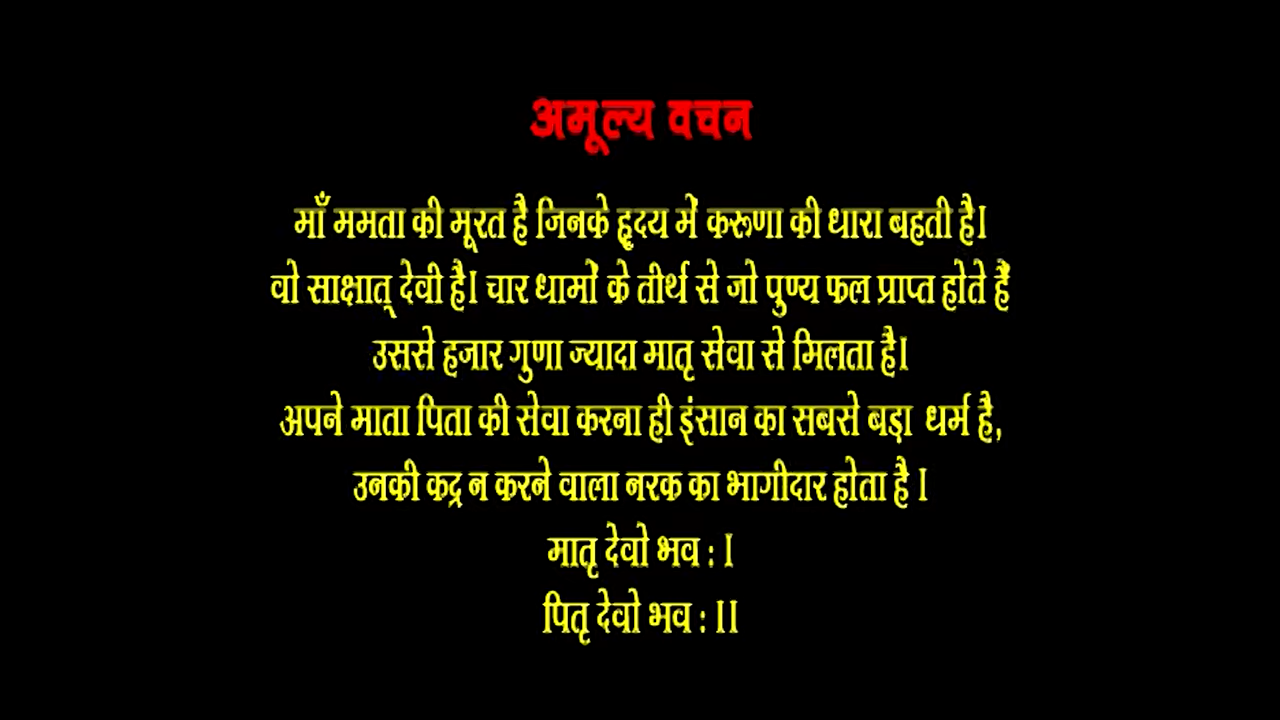 अमूल्य वचन
माँ ममता की मूरत है जिनके हृदय में करूणा की धारा बहती है।
वो साक्षात् देवी है। चार धामों के तीर्थ से जो पुण्य फल प्राप्त होते हैं
उससे हजार गुणा ज्यादा मातृ सेवा से मिलता है।
अपने माता पिता की सेवा करना ही इंसान का सबसे बड़ा धर्म है,
उनकी कद्र न करने वाला नरक का भागीदार होता है ।
मातृ देवो भव : ।
पितृ देवो भव : ।।